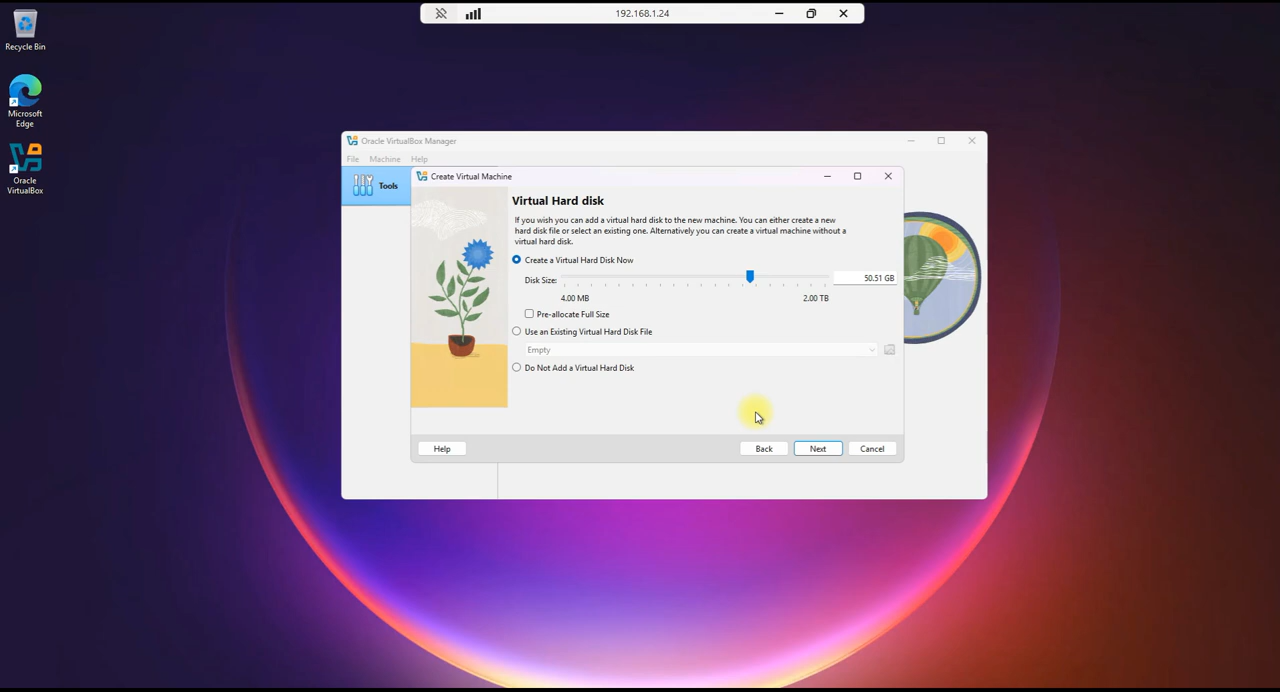 192.168.1.24
Recycle Bin
Microsoft
Edge
Oracle
VirtualBox
Oracle VirtualBox Manager
File Machine Help
Tools
Create Virtual Machine
Virtual Hard disk
If you wish you can add a virtual hard disk to the new machine. You can either create a new
hard disk file or select an existing one. Alternatively you can create a virtual machine without a
virtual hard disk.
Create a Virtual Hard Disk Now
Disk Size:
50.51 GB
4.00 MB
2.00 TB
Pre-allocate Full Size
Use an Existing Virtual Hard Disk File
Empty
Do Not Add a Virtual Hard Disk
Help Back Next Cancel